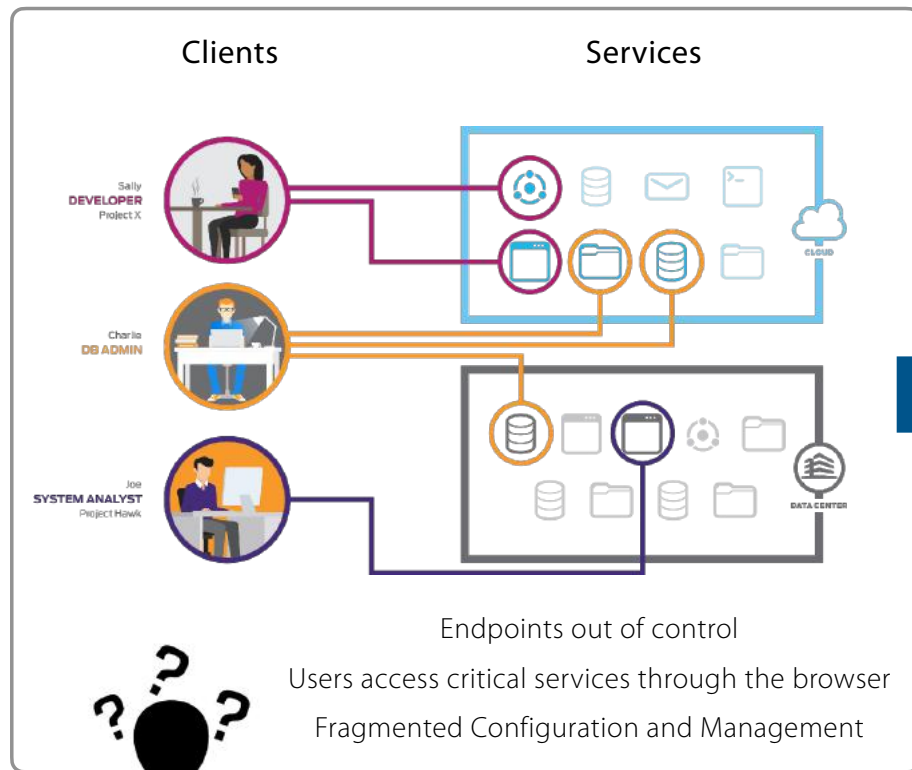 Clients
Services
Sally
DEVELOPER
Project X
CLOUD
Charlie
DB ADMIN
Joe
SYSTEM ANALYST
Project Hawk
DATA CENTER
Endpoints out of control
Users access critical services through the browser
Fragmented Configuration and Management
? ? ?